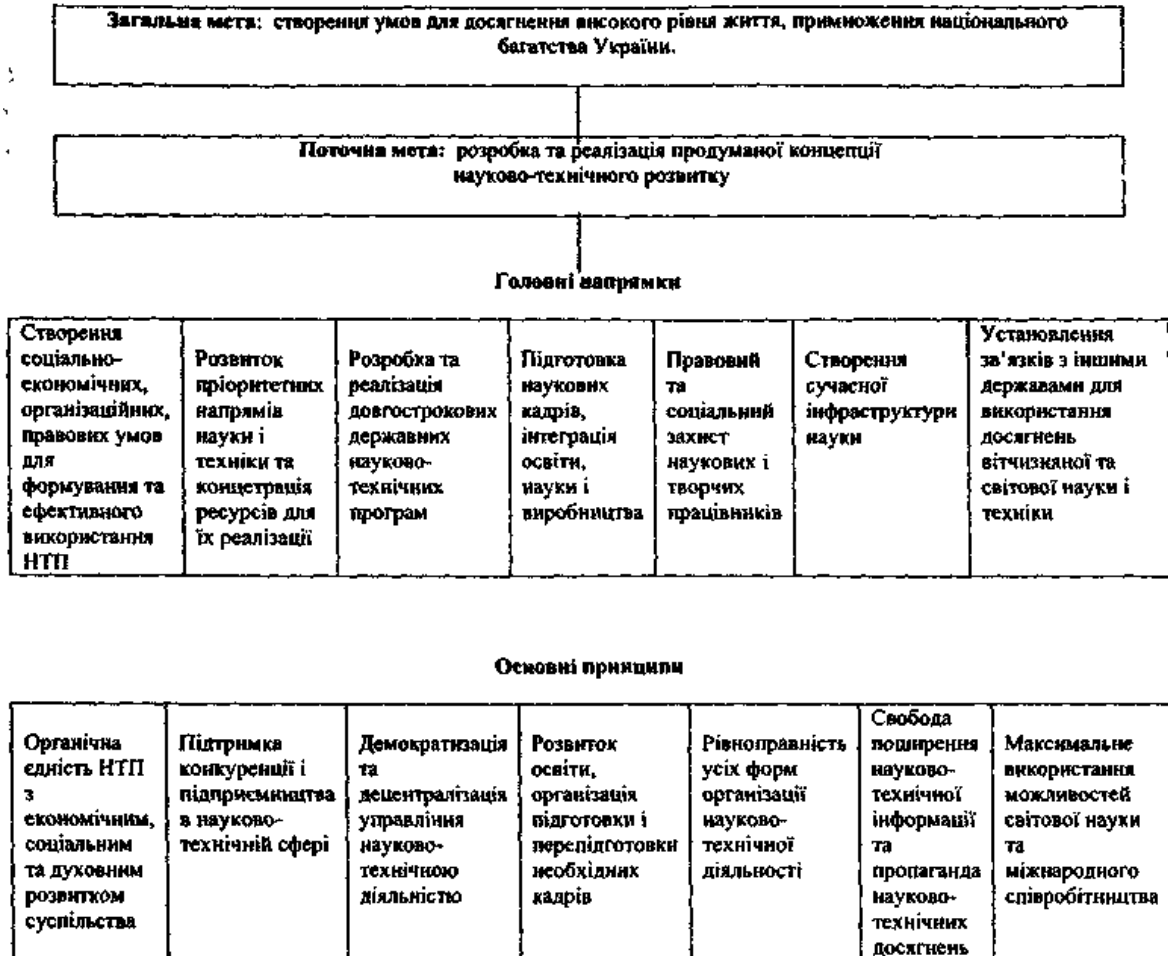 Загальна мета: створення умов для досягнення високого рівня життя, примноження національного
багатства України.
Поточна мета: розробка та реалізація продуманої концепції
науково-технічного розвитку
Головні напрямки
Створення
соціально-
економічних,
організаційних,
правових умов
для
формування та
ефективного
використання
НТП
Розвиток
пріоритетних
напрямів
науки і
техніки та
концетрація
ресурсів для
їх реалізації
Розробка та
реалізація
довгострокових
державних
науково-
технічних
програм
Підготовка
наукових
кадрів,
інтеграція
освіти,
науки і
виробництва
Правовий
та
соціальний
захист
наукових і
творчих
працівників
Створення
сучасної
інфраструктури
науки
Установлення
за’язків з іншими
державами для
використання
досягнень
вітчизняної та
світової науки і
техніки
Основні принципи
Органічна
єдність НТП
з
економічним,
соціальним
та духовним
розвитком
суспільства
Підтримка
конкуренції і
підприємництва
в науково-
технічній сфері
Демократизація
та
децентралізація
управління
науково-
технічною
діяльністю
Розвиток
освіти,
організація
підготовки і
перепідготовки
необхідних
кадрів
Рівноправність
усіх форм
організації
науково-
технічної
діяльності
Свобода
поширення
науково-
технічної
інформації
та
пропаганда
науково-
технічних
досягнень
Максимальне
використання
можливостей
світової науки
та
міжнародного
співробітництва